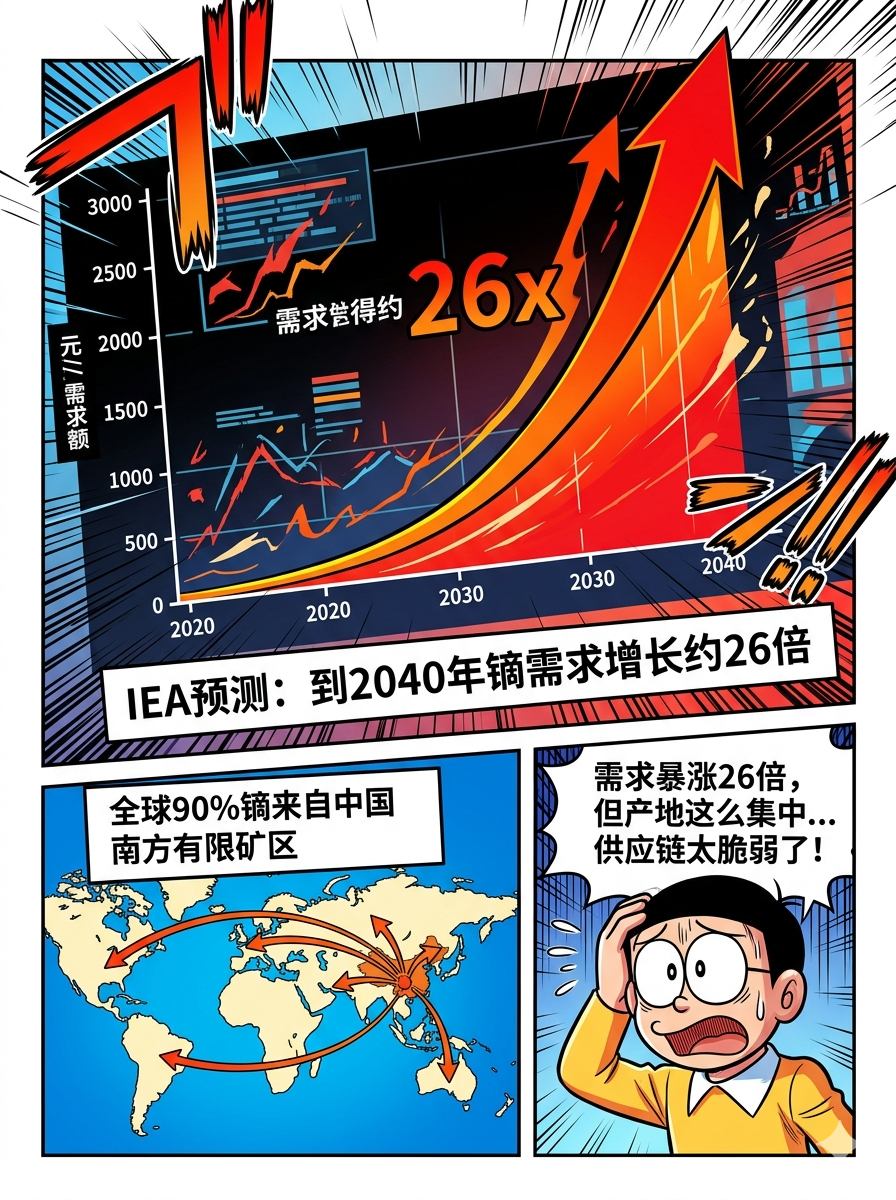 3000
2500
2000
1500
1000
500
0
元// 需求额
需求得约 26x
2020
2020
2030
2030
2040
IEA预测：到2040年镝需求增长约26倍
全球90%镝来自中国
南方有限矿区
需求暴涨26倍，
但产地这么集中...
供应链太脆弱了！